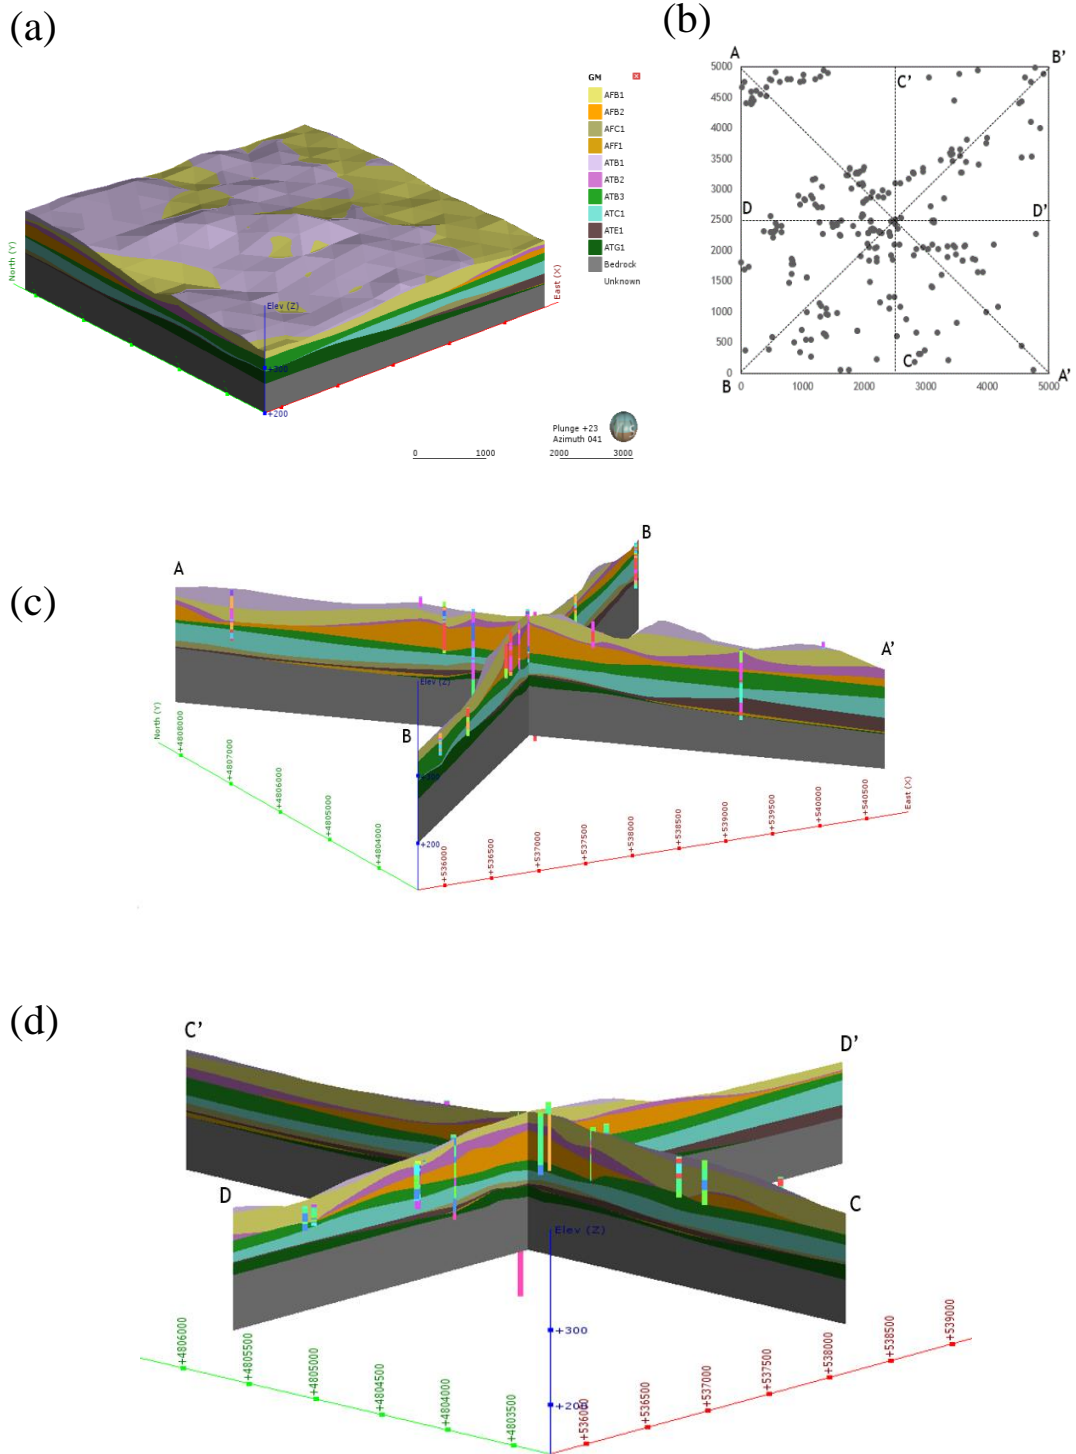 (a)
GM
AFB1
AFB2
AFC1
AFF1
ATB1
ATB2
ATB3
ATC1
ATE1
ATG1
Bedrock
Unknown
North (Y)
East (X)
Elev (Z)
+300
+200
Plunge +23
Azimuth 041
0 1000 2000 3000
(b)
A B'
C'
5000
4500
4000
3500
3000
D D'
2500
2000
1500
1000
500
C
0
B A'
0 1000 2000 3000 4000 5000
(c)
A
B
A'
B
Elev (Z)
+300
+200
North (Y)
+4808000
+4807000
+4806000
+4805000
+4804000
+536000
+536500
+537000
+537500
+538000
+538500
+539000
+539500
+540000
+540500
East (X)
(d)
C'
D'
D
C
Elev (Z)
+300
+200
+4806000
+4805500
+4805000
+4804500
+4804000
+4803500
+536000
+536500
+537000
+537500
+538000
+538500
+539000